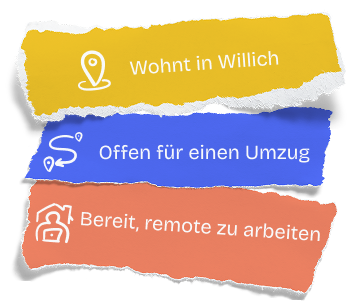 Wohnt in Willich
Offen für einen Umzug
Bereit, remote zu arbeiten